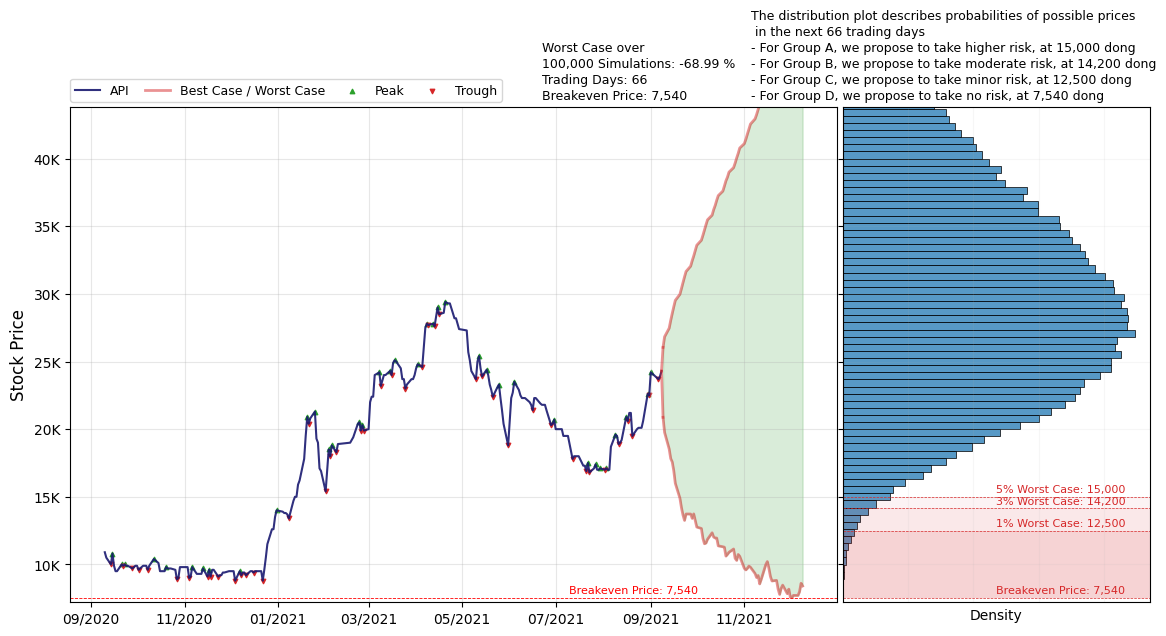 The distribution plot describes probabilities of possible prices
in the next 66 trading days
- For Group A, we propose to take higher risk, at 15,000 dong
- For Group B, we propose to take moderate risk, at 14,200 dong
- For Group C, we propose to take minor risk, at 12,500 dong
- For Group D, we propose to take no risk, at 7,540 dong
Worst Case over
100,000 Simulations: -68.99 %
Trading Days: 66
Breakeven Price: 7,540
API
Best Case / Worst Case
Peak
Trough
Stock Price
40K
35K
30K
25K
20K
15K
10K
Breakeven Price: 7,540
09/2020
11/2020
01/2021
03/2021
05/2021
07/2021
09/2021
11/2021
5% Worst Case: 15,000
3% Worst Case: 14,200
1% Worst Case: 12,500
Breakeven Price: 7,540
Density